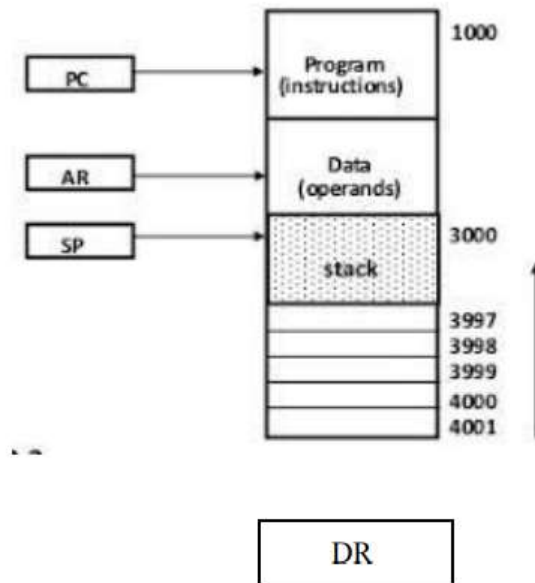 1000
Program
(instructions)
PC
Data
(operands)
AR
SP
3000
stack
3997
3998
3999
4000
4001
DR